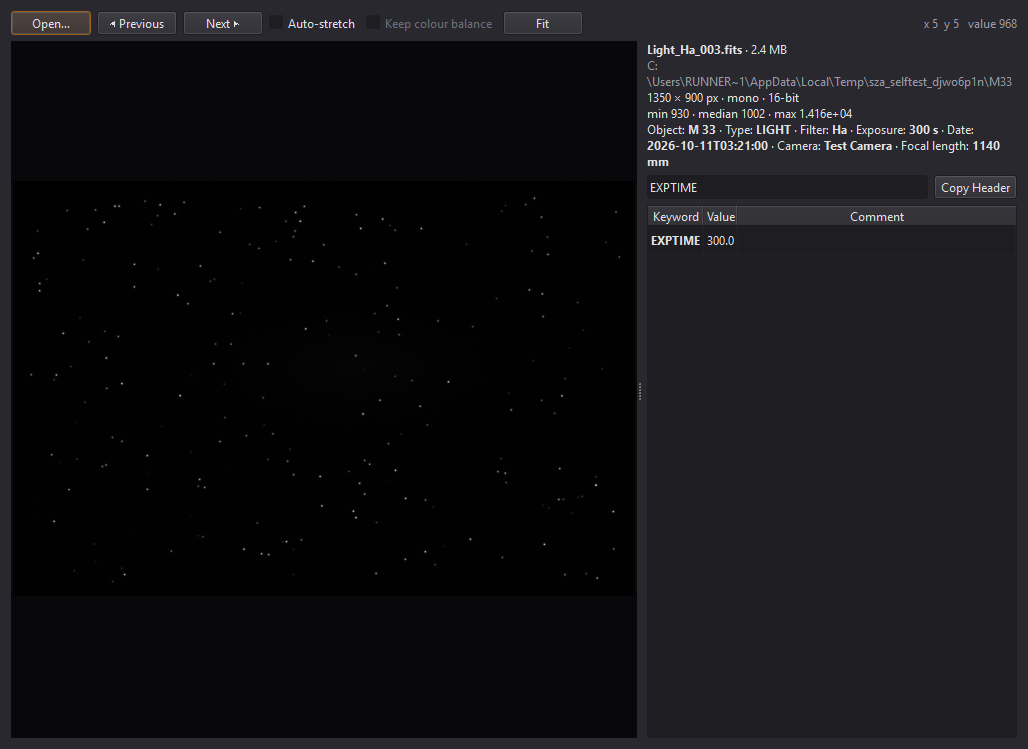 Open... Previous Next Auto-stretch Keep colour balance Fit x 5 y 5 value 968
Light_Ha_003.fits · 2.4 MB
C:
\Users\RUNNER~1\AppData\Local\Temp\sza_selftest_djwo6p1n\M33
1350 × 900 px · mono · 16-bit
min 930 · median 1002 · max 1.416e+04
Object: M 33 · Type: LIGHT · Filter: Ha · Exposure: 300 s · Date:
2026-10-11T03:21:00 · Camera: Test Camera · Focal length: 1140
mm
EXPTIME Copy Header
Keyword Value Comment
EXPTIME 300.0